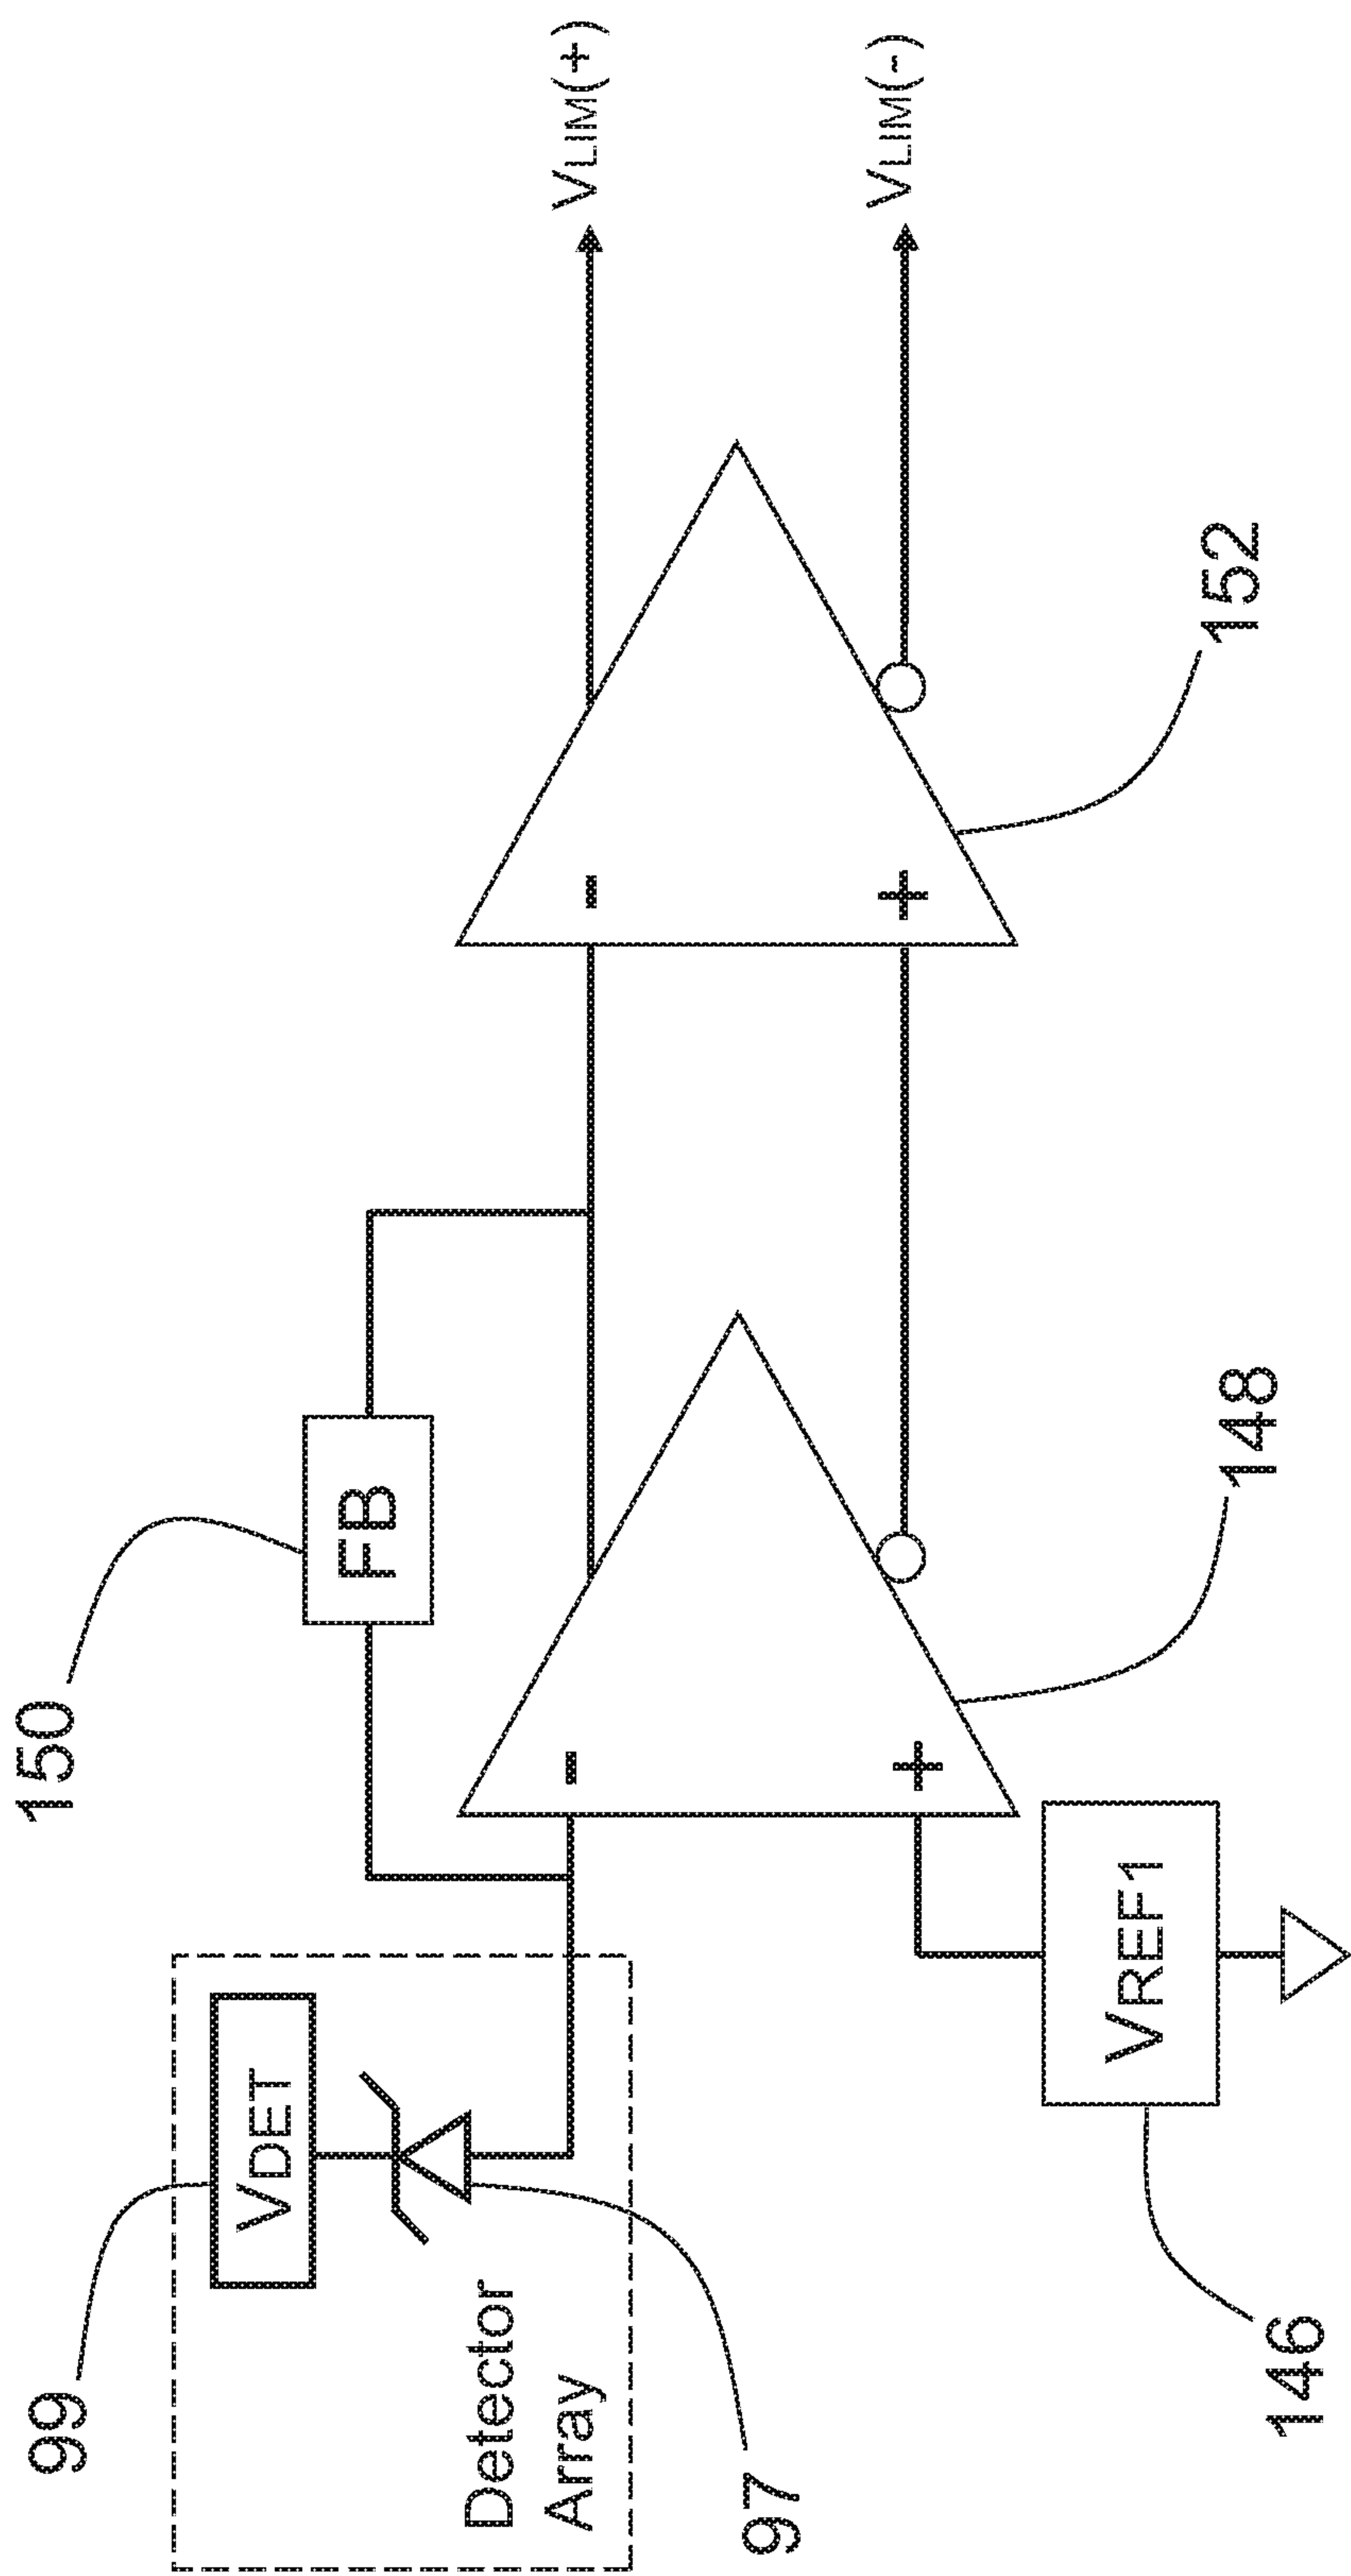 99
VDET
Detector
Array
97
150
FB
-
+
148
VREF1
146
-
+
152
VLIM(+)
VLIM(-)